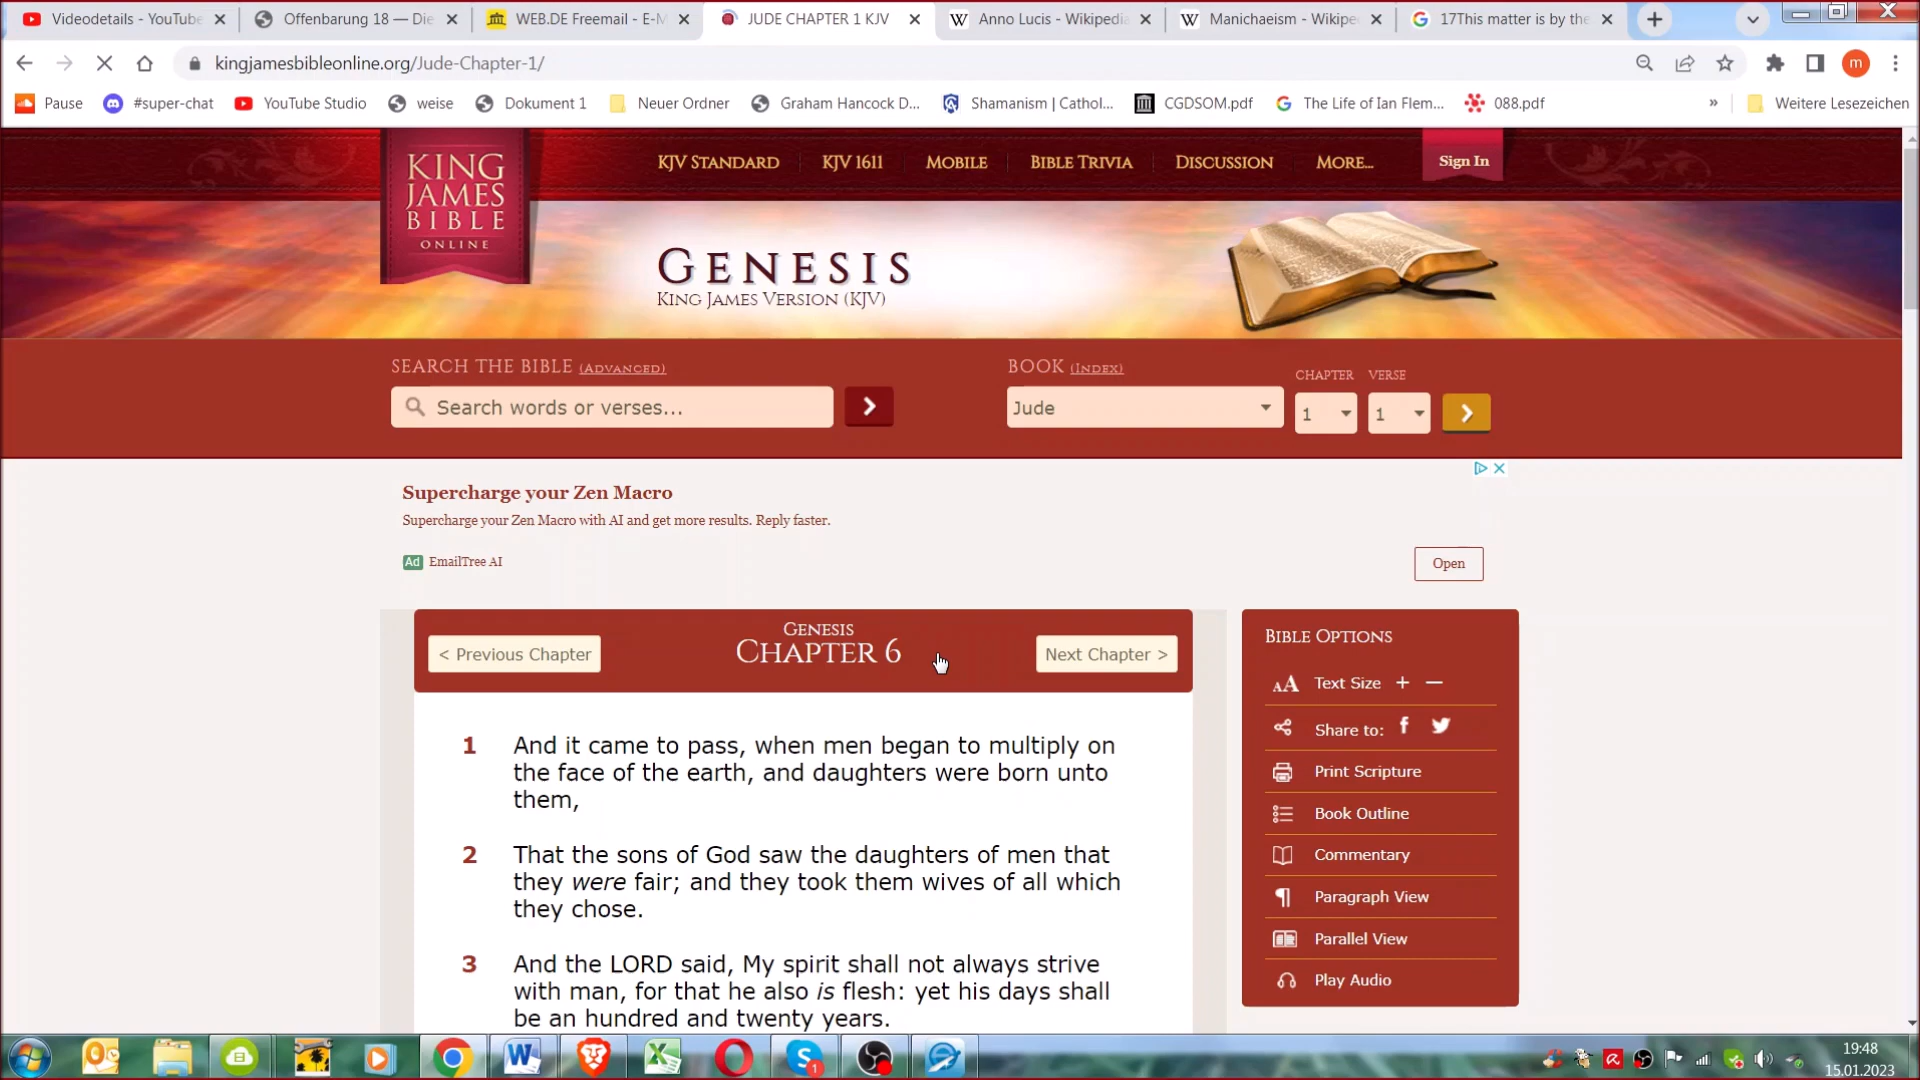 Videodetails - YouTube
Offenbarung 18 — Die
WEB.DE Freemail - E-M
JUDE CHAPTER 1 KJV
Anno Lucis - Wikipedia
Manichaeism - Wikipe
17This matter is by the
kingjamesbibleonline.org/Jude-Chapter-1/
m
Pause
#super-chat
YouTube Studio
weise
Dokument 1
Neuer Ordner
Graham Hancock D...
Shamanism | Cathol...
CGDSOM.pdf
The Life of Ian Flem...
088.pdf
»
Weitere Lesezeichen
KING
JAMES
BIBLE
ONLINE
KJV STANDARD
KJV 1611
MOBILE
BIBLE TRIVIA
DISCUSSION
MORE...
Sign In
GENESIS
KING JAMES VERSION (KJV)
SEARCH THE BIBLE (ADVANCED)
Search words or verses...
BOOK (INDEX)
Jude
CHAPTER
1
VERSE
1
Supercharge your Zen Macro
Supercharge your Zen Macro with AI and get more results. Reply faster.
Ad EmailTree AI
Open
GENESIS
< Previous Chapter
CHAPTER 6
Next Chapter >
1 And it came to pass, when men began to multiply on
the face of the earth, and daughters were born unto
them,
2 That the sons of God saw the daughters of men that
they were fair; and they took them wives of all which
they chose.
3 And the LORD said, My spirit shall not always strive
with man, for that he also is flesh: yet his days shall
be an hundred and twenty years.
BIBLE OPTIONS
AA Text Size + —
Share to:
Print Scripture
Book Outline
Commentary
Paragraph View
Parallel View
Play Audio
1
19:48
15.01.2023